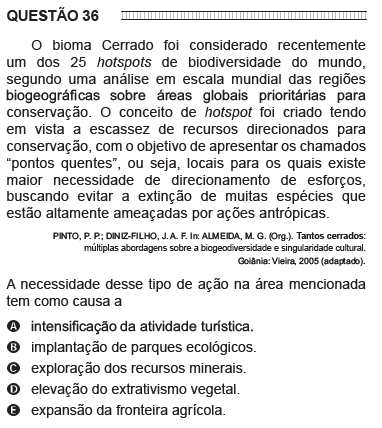 QUESTÃO 36
O bioma Cerrado foi considerado recentemente
um dos 25 hotspots de biodiversidade do mundo,
segundo uma análise em escala mundial das regiões
biogeográficas sobre áreas globais prioritárias para
conservação. O conceito de hotspot foi criado tendo
em vista a escassez de recursos direcionados para
conservação, com o objetivo de apresentar os chamados
“pontos quentes”, ou seja, locais para os quais existe
maior necessidade de direcionamento de esforços,
buscando evitar a extinção de muitas espécies que
estão altamente ameaçadas por ações antrópicas.
PINTO, P. P.; DINIZ-FILHO, J. A. F. In: ALMEIDA, M. G. (Org.). Tantos cerrados:
múltiplas abordagens sobre a biogeodiversidade e singularidade cultural.
Goiânia: Vieira, 2005 (adaptado).
A necessidade desse tipo de ação na área mencionada
tem como causa a
A intensificação da atividade turística.
B implantação de parques ecológicos.
C exploração dos recursos minerais.
D elevação do extrativismo vegetal.
E expansão da fronteira agrícola.